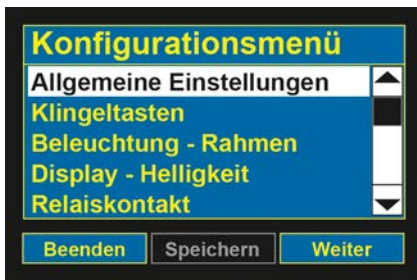 Konfigurationsmenü
Allgemeine Einstellungen
Klingeltasten
Beleuchtung - Rahmen
Display - Helligkeit
Relaiskontakt
Beenden Speichern Weiter